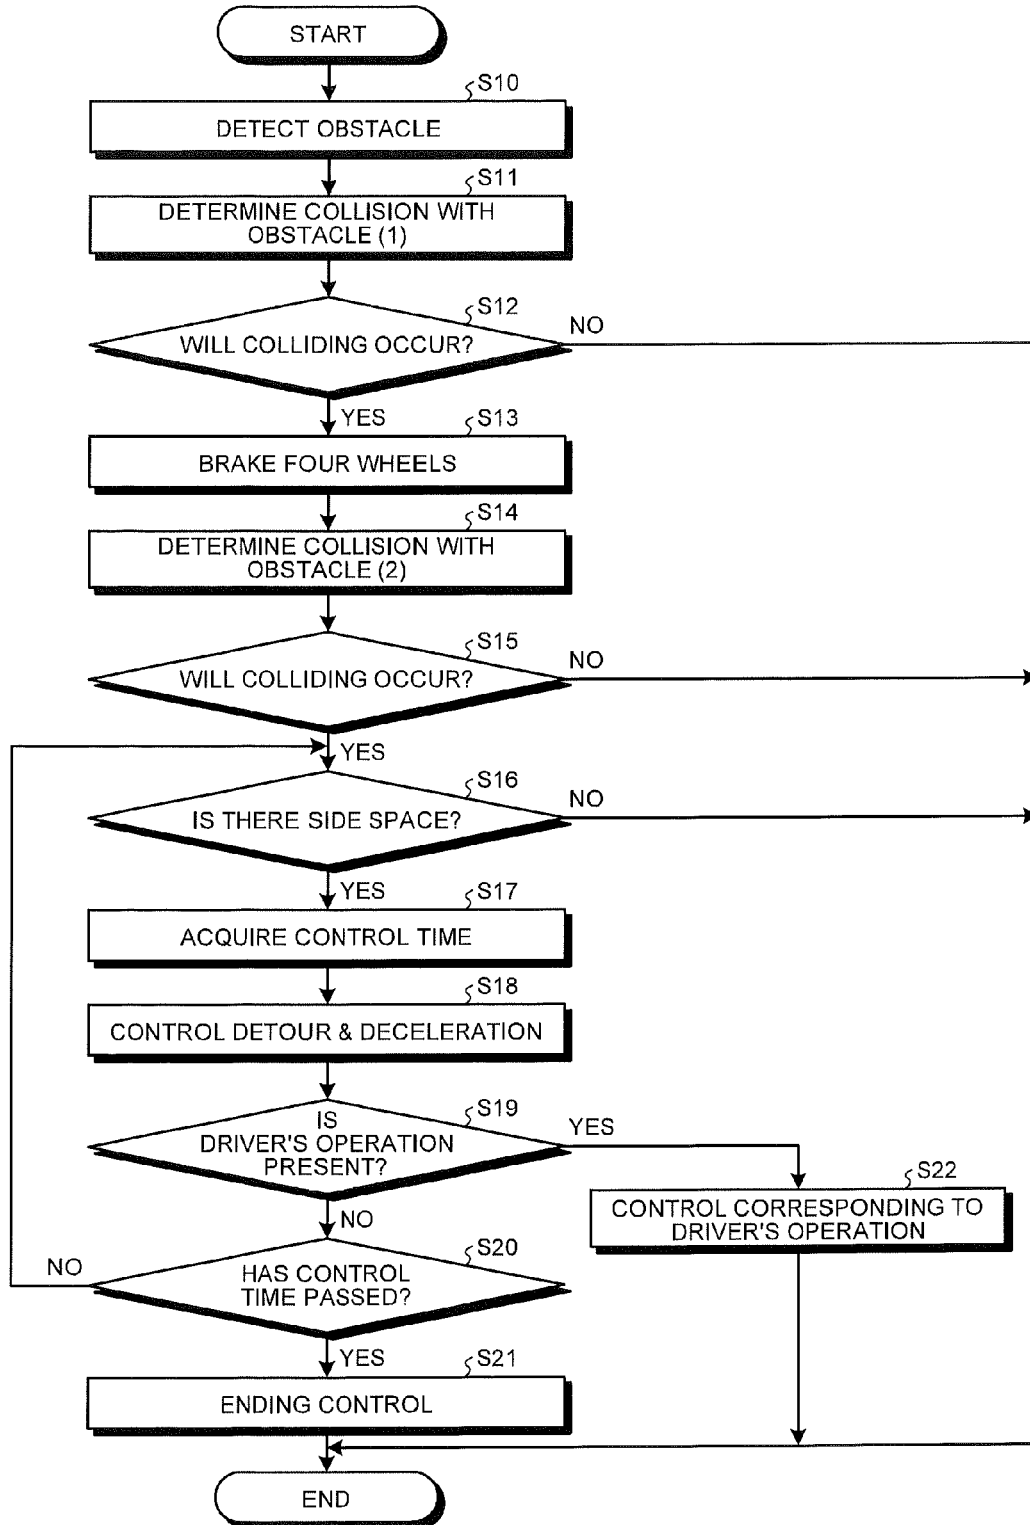 START
S10
DETECT OBSTACLE
S11
DETERMINE COLLISION WITH
OBSTACLE (1)
S12
WILL COLLIDING OCCUR?
NO
YES
S13
BRAKE FOUR WHEELS
S14
DETERMINE COLLISION WITH
OBSTACLE (2)
S15
WILL COLLIDING OCCUR?
NO
YES
S16
IS THERE SIDE SPACE?
NO
YES
S17
ACQUIRE CONTROL TIME
S18
CONTROL DETOUR & DECELERATION
S19
IS
DRIVER'S OPERATION
PRESENT?
YES
S22
CONTROL CORRESPONDING TO
DRIVER'S OPERATION
NO
S20
HAS CONTROL
TIME PASSED?
NO
YES
S21
ENDING CONTROL
END